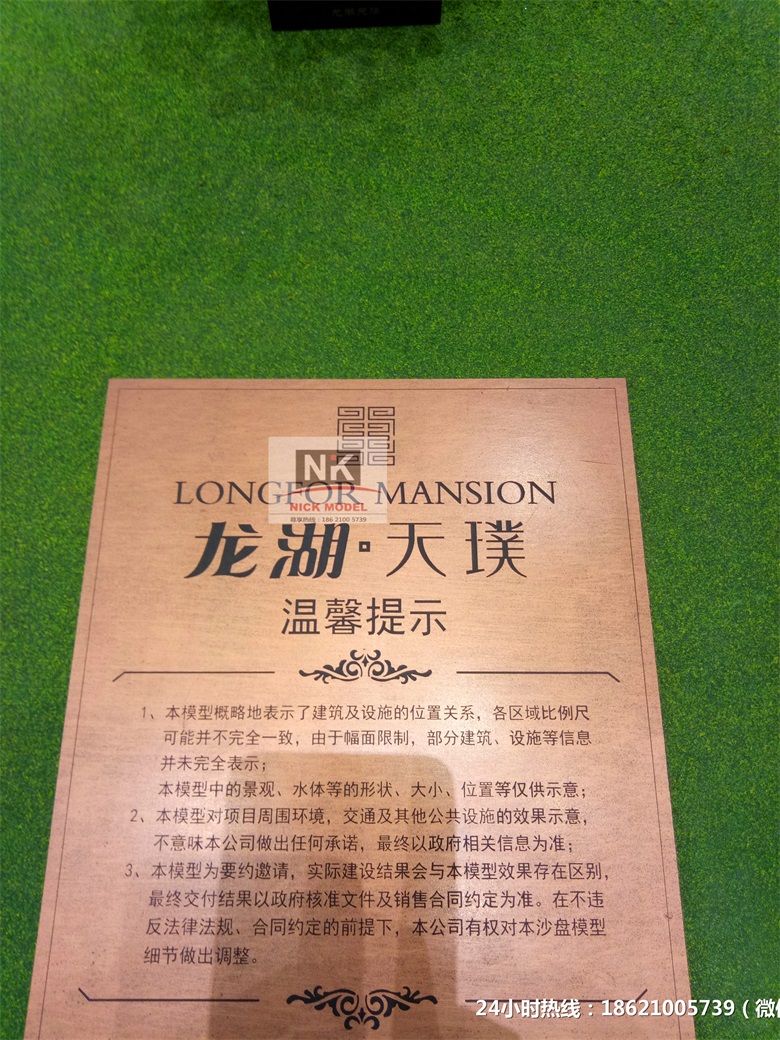 NK
LONGFOR MANSION
NICK MODEL
尊享热线：186 2100 5739
龙湖·天璞
温馨提示
1、本模型概略地表示了建筑及设施的位置关系，各区域比例尺
可能并不完全一致，由于幅面限制，部分建筑、设施等信息
并未完全表示；
本模型中的景观、水体等的形状、大小、位置等仅供示意；
2、本模型对项目周围环境，交通及其他公共设施的效果示意，
不意味本公司做出任何承诺，最终以政府相关信息为准；
3、本模型为要约邀请，实际建设结果会与本模型效果存在区别，
最终交付结果以政府核准文件及销售合同约定为准。在不违
反法律法规、合同约定的前提下，本公司有权对本沙盘模型
细节做出调整。
24小时热线：18621005739（微信